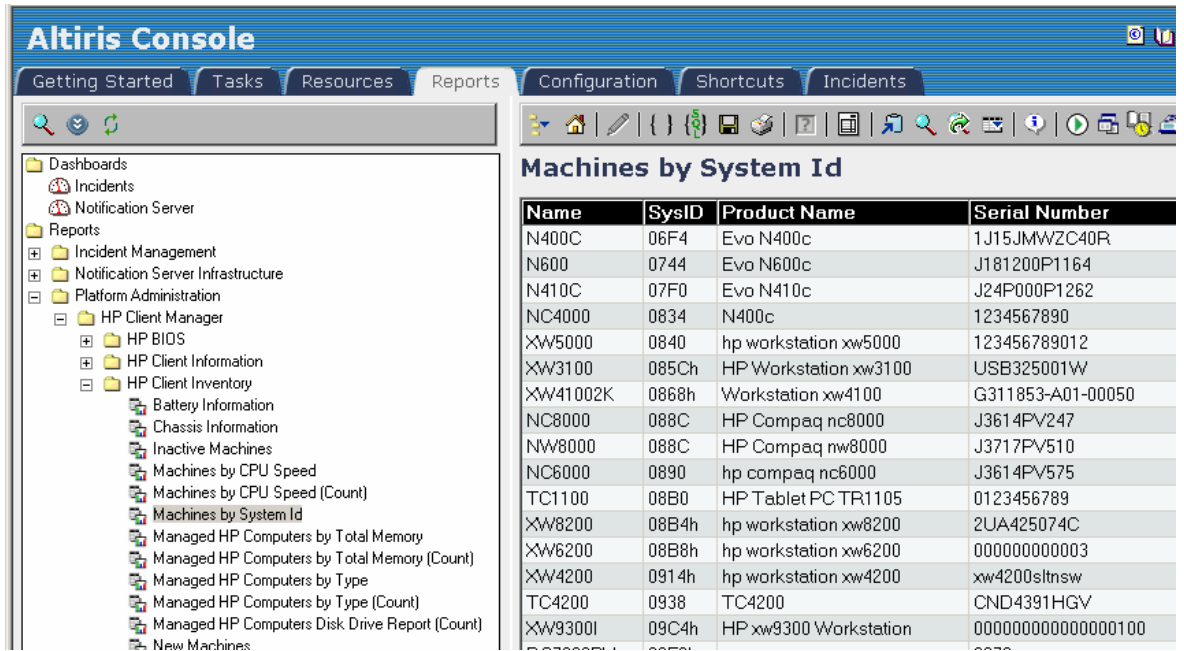 Altiris Console
Getting Started Tasks Resources Reports Configuration Shortcuts Incidents
Dashboards
Incidents
Notification Server
Reports
Incident Management
Notification Server Infrastructure
Platform Administration
HP Client Manager
HP BIOS
HP Client Information
HP Client Inventory
Battery Information
Chassis Information
Inactive Machines
Machines by CPU Speed
Machines by CPU Speed (Count)
Machines by System Id
Managed HP Computers by Total Memory
Managed HP Computers by Total Memory (Count)
Managed HP Computers by Type
Managed HP Computers by Type (Count)
Managed HP Computers Disk Drive Report (Count)
New Machines
Machines by System Id
Name SysID Product Name Serial Number
N400C 06F4 Evo N400c 1J15JMWZC40R
N600 0744 Evo N600c J181200P1164
N410C 07F0 Evo N410c J24P000P1262
NC4000 0834 N400c 1234567890
XW5000 0840 hp workstation xw5000 123456789012
XW3100 085Ch HP Workstation xw3100 USB325001W
XW41002K 0868h Workstation xw4100 G311853-A01-00050
NC8000 088C HP Compaq nc8000 J3614PV247
NW8000 088C HP Compaq nw8000 J3717PV510
NC6000 0890 hp compaq nc6000 J3614PV575
TC1100 08B0 HP Tablet PC TR1105 0123456789
XW8200 08B4h hp workstation xw8200 2UA425074C
XW6200 08B8h hp workstation xw6200 000000000003
XW4200 0914h hp workstation xw4200 xw4200sltnsw
TC4200 0938 TC4200 CND4391HGV
XW9300I 09C4h HP xw9300 Workstation 0000000000000000100